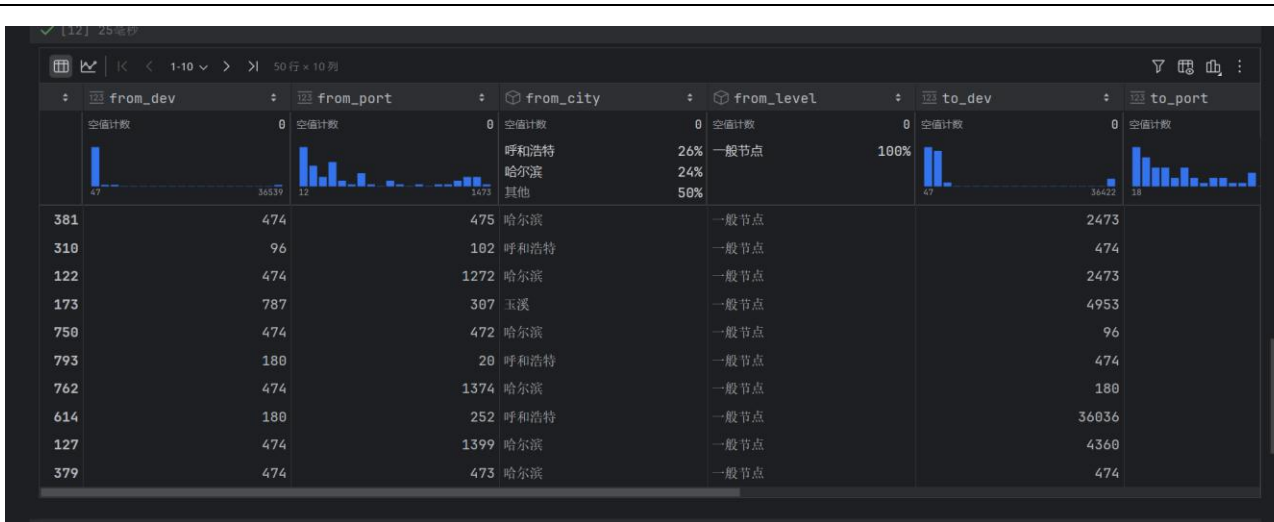 [12] 25毫秒
1-10 50行×10列
from_dev from_port from_city from_level to_dev to_port
空值计数 0 空值计数 0 空值计数 0 空值计数 0 空值计数 0 空值计数
呼和浩特 26% 一般节点 100%
哈尔滨 24%
47 36539 12 1473 其他 50% 47 36422 18
381 474 475 哈尔滨 一般节点 2473
310 96 102 呼和浩特 一般节点 474
122 474 1272 哈尔滨 一般节点 2473
173 787 307 玉溪 一般节点 4953
750 474 472 哈尔滨 一般节点 96
793 180 20 呼和浩特 一般节点 474
762 474 1374 哈尔滨 一般节点 180
614 180 252 呼和浩特 一般节点 36036
127 474 1399 哈尔滨 一般节点 4360
379 474 473 哈尔滨 一般节点 474